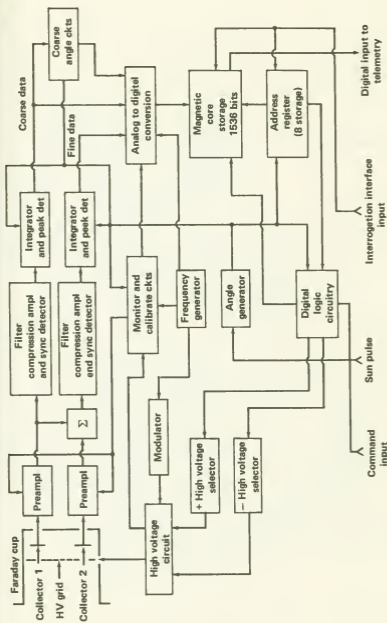 Faraday cup
Collector 1
HV grid
Collector 2
Preampl
Preampl
Σ
Filter
compression ampl
and sync detector
Filter
compression ampl
end sync detector
Integrator
and peak det
Integrator
and peak det
Coarse data
Fine data
Coarse
angle ckts
Analog to digital
conversion
Monitor and
calibrate ckts
Frequency
generator
Modulator
High voltage
circuit
+ High voltage
selector
− High voltage
selector
Angle
generator
Digital
logic
circuitry
Magnetic
core
storage
1536 bits
Address
register
(8 storage)
Command
input
Sun pulse
Interrogetion interface
input
Digital input to
telemetry